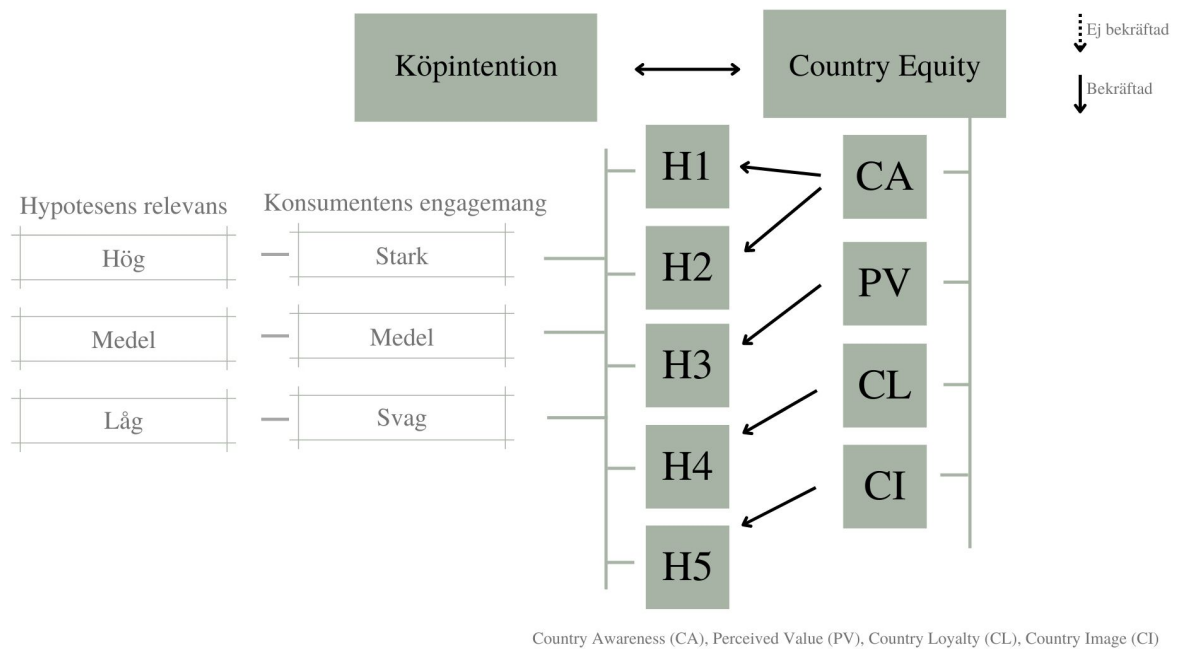 Köpintention
Country Equity
Ej bekräftad
Bekräftad
Hypotesens relevans
Konsumentens engagemang
Hög
Stark
Medel
Medel
Låg
Svag
H1
H2
H3
H4
H5
CA
PV
CL
CI
Country Awareness (CA), Perceived Value (PV), Country Loyalty (CL), Country Image (CI)